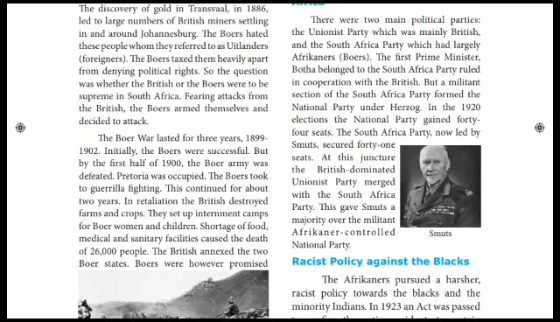 The discovery of gold in Transvaal, in 1886,
led to large numbers of British miners settling
in and around Johannesburg. The Boers hated
these people whom they referred to as Uitlanders
(foreigners). The Boers taxed them heavily apart
from denying political rights. So the question
was whether the British or the Boers were to be
supreme in South Africa. Fearing attacks from
the British, the Boers armed themselves and
decided to attack.
The Boer War lasted for three years, 1899-
1902. Initially, the Boers were successful. But
by the first half of 1900, the Boer army was
defeated. Pretoria was occupied. The Boers took
to guerrilla fighting. This continued for about
two years. In retaliation the British destroyed
farms and crops. They set up internment camps
for Boer women and children. Shortage of food,
medical and sanitary facilities caused the death
of 26,000 people. The British annexed the two
Boer states. Boers were however promised
There were two main political parties:
the Unionist Party which was mainly British,
and the South Africa Party which had largely
Afrikaners (Boers). The first Prime Minister,
Botha belonged to the South Africa Party ruled
in cooperation with the British. But a militant
section of the South Africa Party formed the
National Party under Herzog. In the 1920
elections the National Party gained forty-
four seats. The South Africa Party, now led by
Smuts, secured forty-one
seats. At this juncture
the British-dominated
Unionist Party merged
with the South Africa
Party. This gave Smuts a
majority over the militant
Afrikaner-controlled
National Party.
Smuts
Racist Policy against the Blacks
The Afrikaners pursued a harsher,
racist policy towards the blacks and the
minority Indians. In 1923 an Act was passed